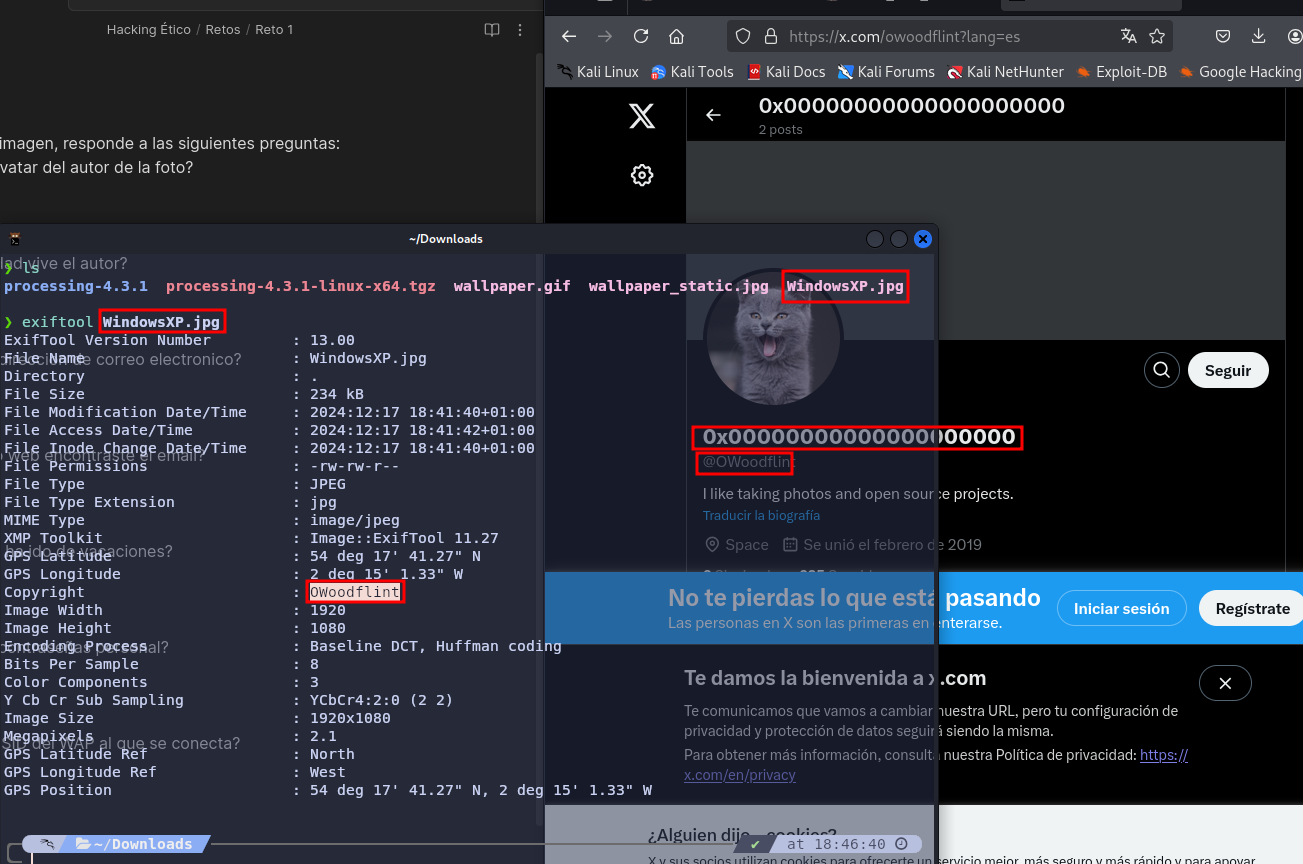 Hacking Ético / Retos / Reto 1
imagen, responde a las siguientes preguntas:
vatar del autor de la foto?
https://x.com/owoodflint?lang=es
Kali Linux Kali Tools Kali Docs Kali Forums Kali NetHunter Exploit-DB Google Hacking
0x00000000000000000000
2 posts
~/Downloads
dad vive el autor?
❯ ls
processing-4.3.1 processing-4.3.1-linux-x64.tgz wallpaper.gif wallpaper_static.jpg WindowsXP.jpg
❯ exiftool WindowsXP.jpg
ExifTool Version Number : 13.00
File Name : WindowsXP.jpg
de correo electronico?
Directory : .
File Size : 234 kB
File Modification Date/Time : 2024:12:17 18:41:40+01:00
File Access Date/Time : 2024:12:17 18:41:42+01:00
File Inode Change Date/Time : 2024:12:17 18:41:40+01:00
web encontraste el email?
File Permissions : -rw-rw-r--
File Type : JPEG
File Type Extension : jpg
MIME Type : image/jpeg
XMP Toolkit : Image::ExifTool 11.27
ha ido de vacaciones?
GPS Latitude : 54 deg 17' 41.27" N
GPS Longitude : 2 deg 15' 1.33" W
Copyright : OWoodflint
Image Width : 1920
Image Height : 1080
Encoding Process : Baseline DCT, Huffman coding
contraseñas personal?
Bits Per Sample : 8
Color Components : 3
Y Cb Cr Sub Sampling : YCbCr4:2:0 (2 2)
Image Size : 1920x1080
Megapixels : 2.1
SSID del WAP al que se conecta?
GPS Latitude Ref : North
GPS Longitude Ref : West
GPS Position : 54 deg 17' 41.27" N, 2 deg 15' 1.33" W
~/Downloads
✔ at 18:46:40
Seguir
0x00000000000000000000
@OWoodflint
I like taking photos and open source projects.
Traducir la biografía
Space Se unió el febrero de 2019
No te pierdas lo que está pasando
Las personas en X son las primeras en enterarse.
Iniciar sesión
Regístrate
Te damos la bienvenida a x.com
Te comunicamos que vamos a cambiar nuestra URL, pero tu configuración de
privacidad y protección de datos seguirá siendo la misma.
Para obtener más información, consulta nuestra Política de privacidad: https://
x.com/en/privacy
¿Alguien dijo cookies?
X y sus socios utilizan cookies para ofrecerte un servicio mejor, más seguro y más rápido y para apoyar